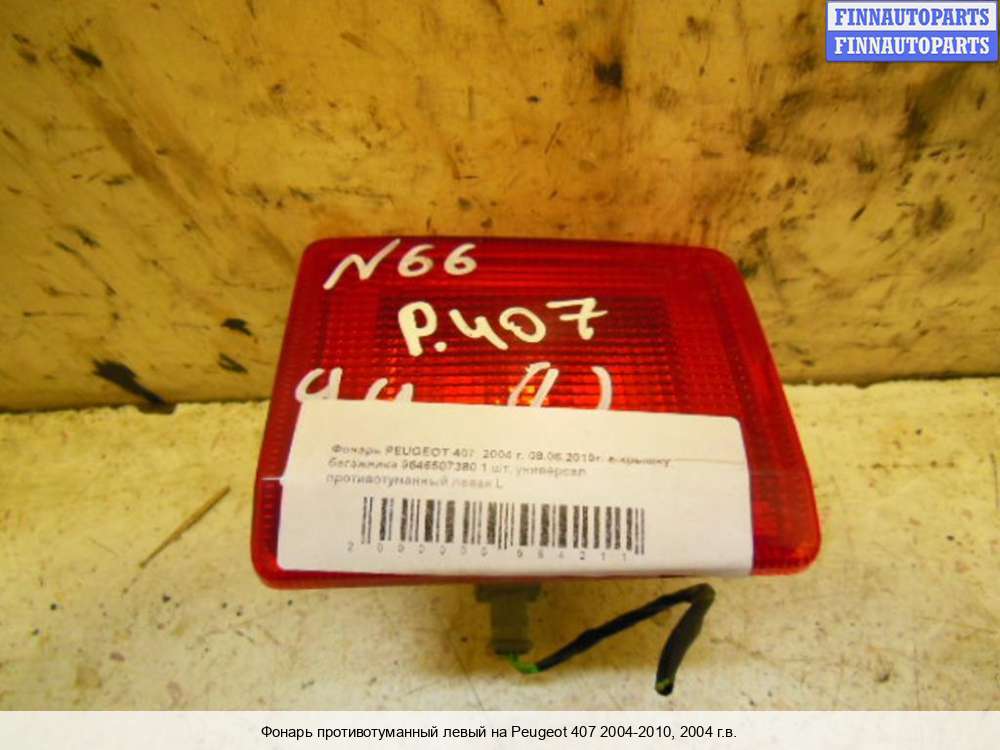 FINNAUTOPARTS
FINNAUTOPARTS
N66
P.407
Фонарь PEUGEOT 407, 2004 г. 08.06.2015г. в крышку
багажника 9646507380 1 шт. универсал
противотуманный левая L
Фонарь противотуманный левый на Peugeot 407 2004-2010, 2004 г.в.